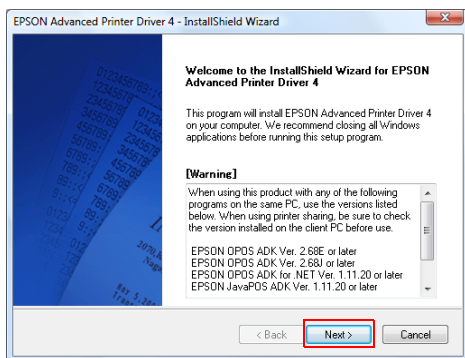 EPSON Advanced Printer Driver 4 - InstallShield Wizard
Welcome to the InstallShield Wizard for EPSON
Advanced Printer Driver 4
This program will install EPSON Advanced Printer Driver 4
on your computer. We recommend closing all Windows
applications before running this setup program.
[Warning]
When using this product with any of the following
programs on the same PC, use the versions listed
below. When using printer sharing, be sure to check
the version installed on the client PC before use.
EPSON OPOS ADK Ver. 2.68E or later
EPSON OPOS ADK Ver. 2.68J or later
EPSON OPOS ADK for .NET Ver. 1.11.20 or later
EPSON JavaPOS ADK Ver. 1.11.20 or later
< Back
Next >
Cancel